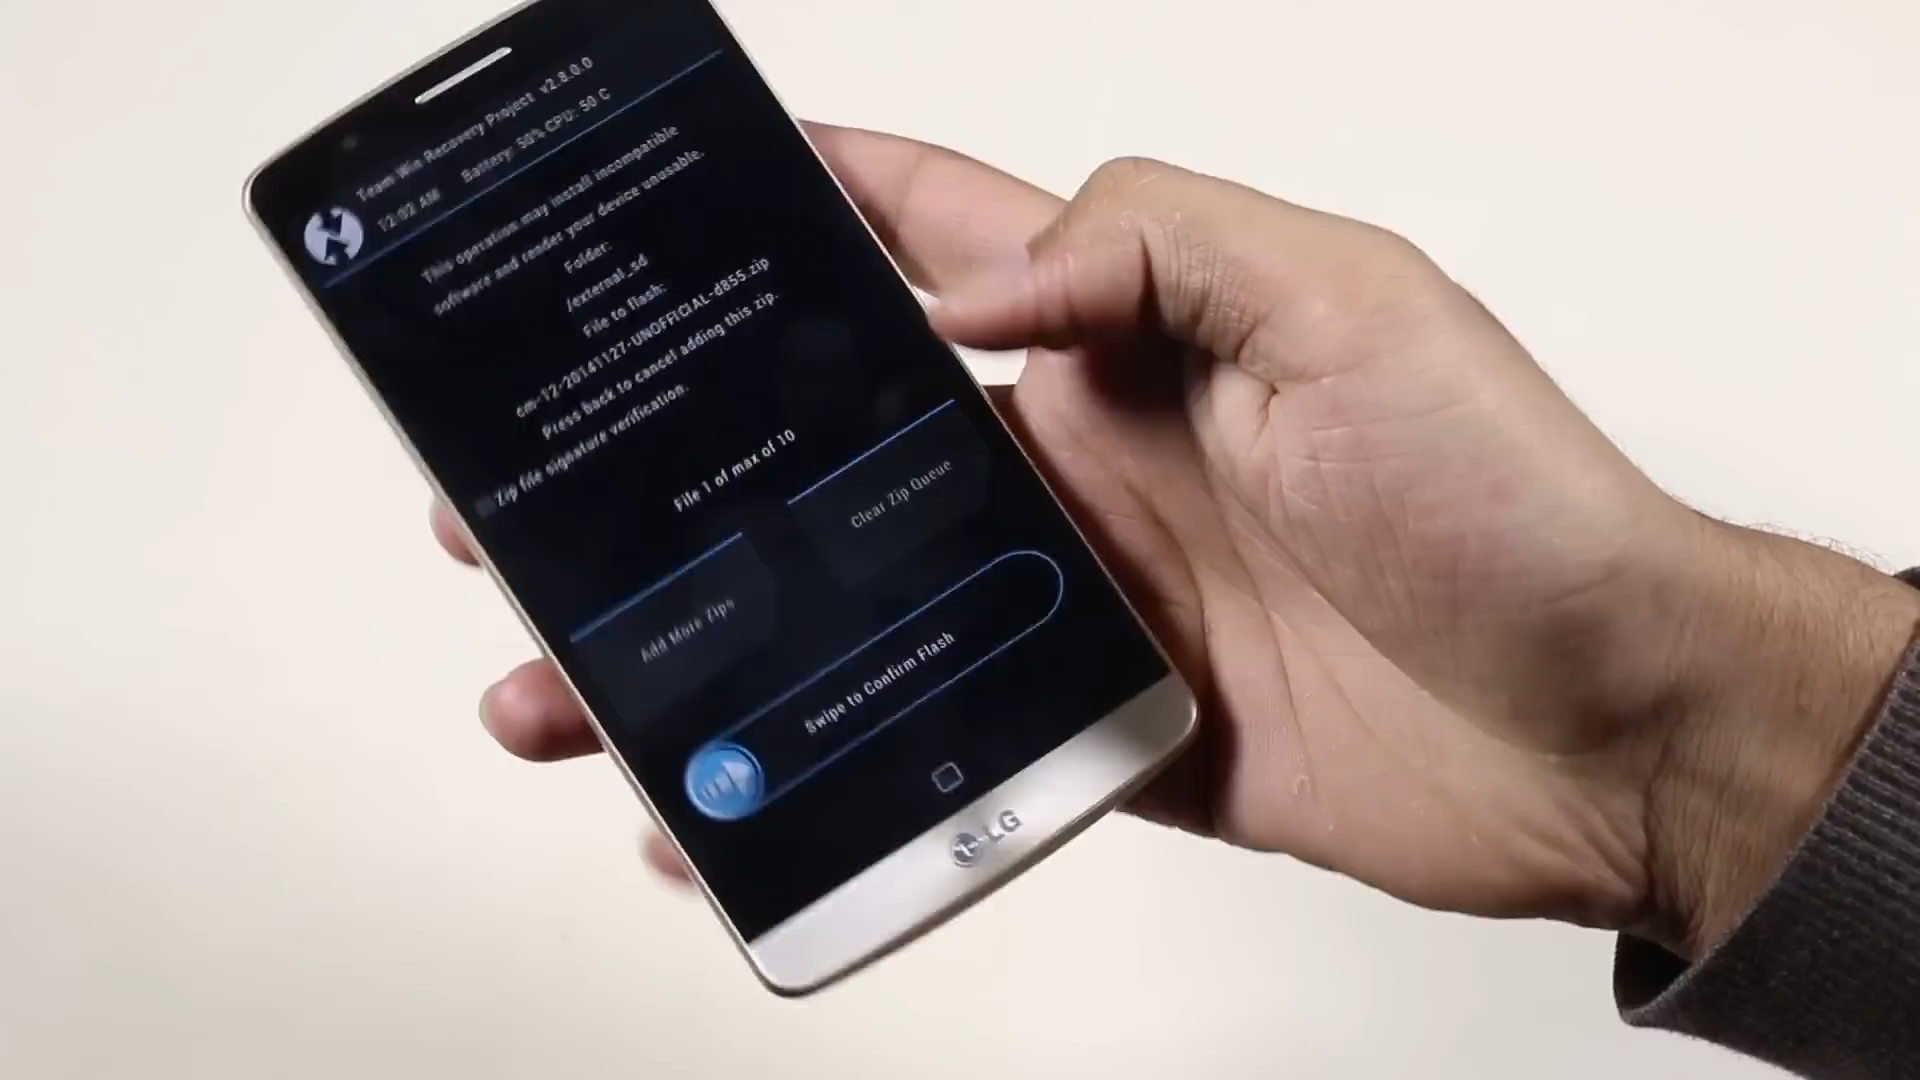 Team Win Recovery Project v2.8.0.0
12:02 AM Battery: 50% CPU: 50 C
This operation may install incompatible
software and render your device unusable.
Folder:
/external_sd
File to flash:
cm-12-20141127-UNOFFICIAL-d855.zip
Press back to cancel adding this zip.
Zip file signature verification.
File 1 of max of 10
Add More Zips
Clear Zip Queue
Swipe to Confirm Flash
LG